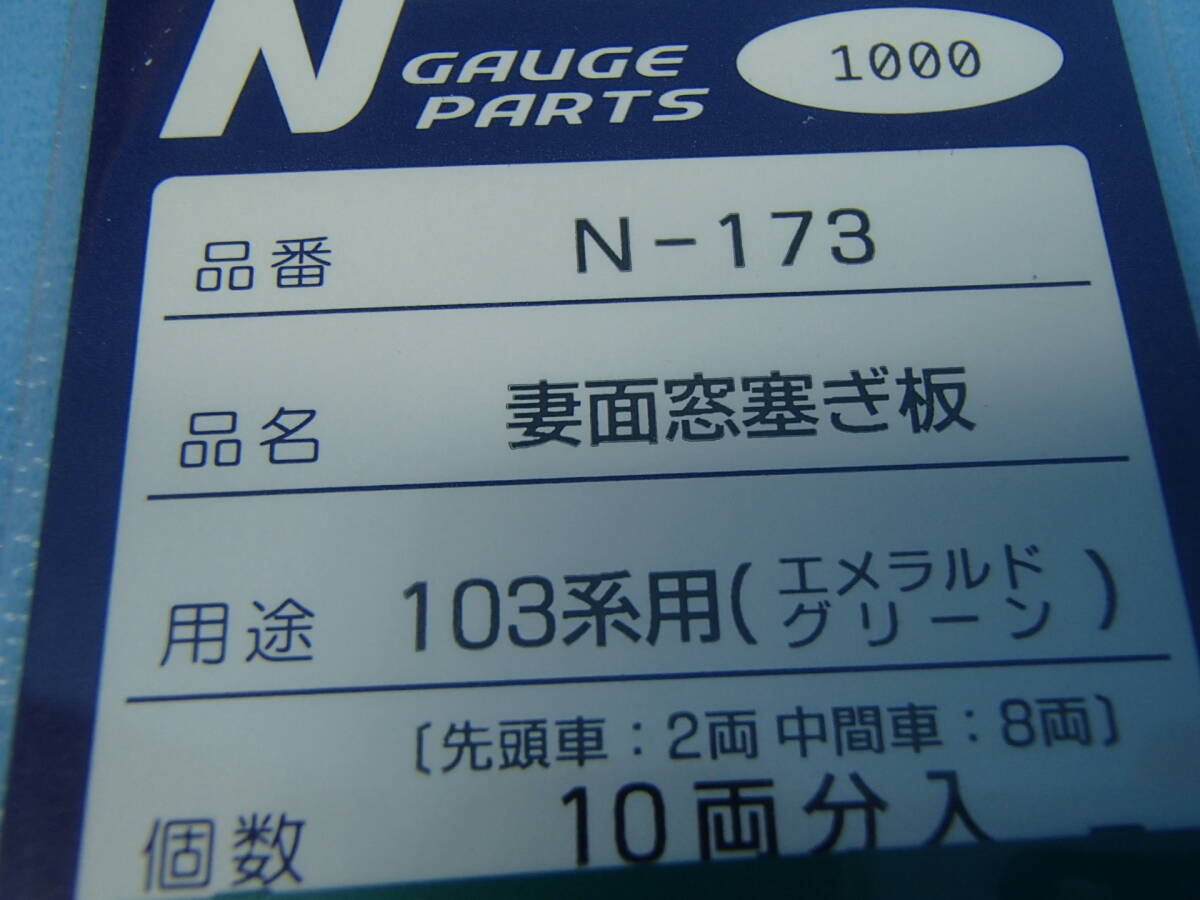 N GAUGE PARTS 1000
品番 N-173
品名 妻面窓塞ぎ板
用途 103系用(エメラルドグリーン)
〔先頭車：2両 中間車：8両〕
個数 10両分入